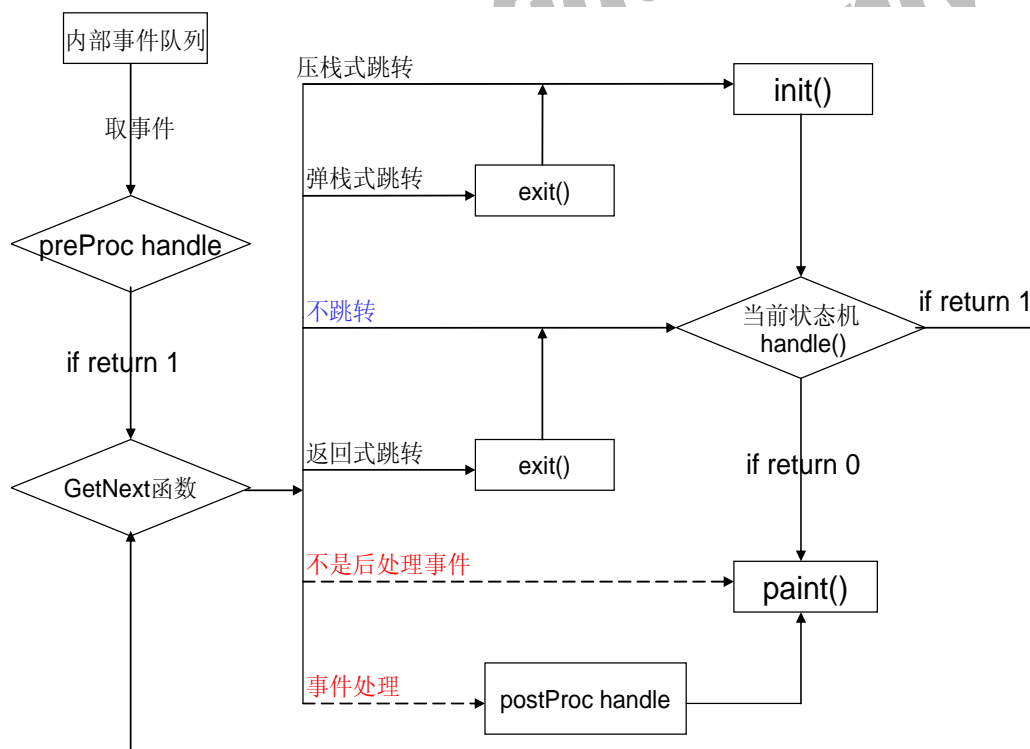 内部事件队列
压栈式跳转
init()
取事件
弹栈式跳转
exit()
preProc handle
不跳转
当前状态机
handle()
if return 1
if return 1
返回式跳转
exit()
if return 0
GetNext函数
不是后处理事件
paint()
事件处理
postProc handle